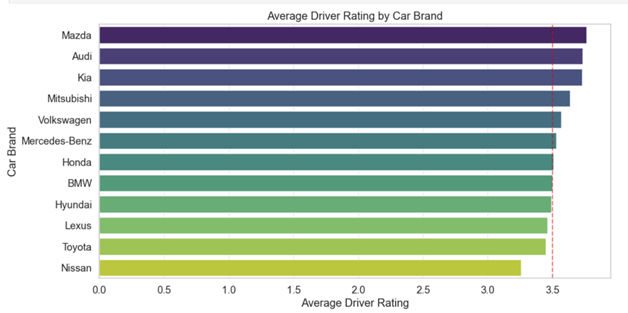 Average Driver Rating by Car Brand
Car Brand
Mazda
Audi
Kia
Mitsubishi
Volkswagen
Mercedes-Benz
Honda
BMW
Hyundai
Lexus
Toyota
Nissan
0.0 0.5 1.0 1.5 2.0 2.5 3.0 3.5
Average Driver Rating